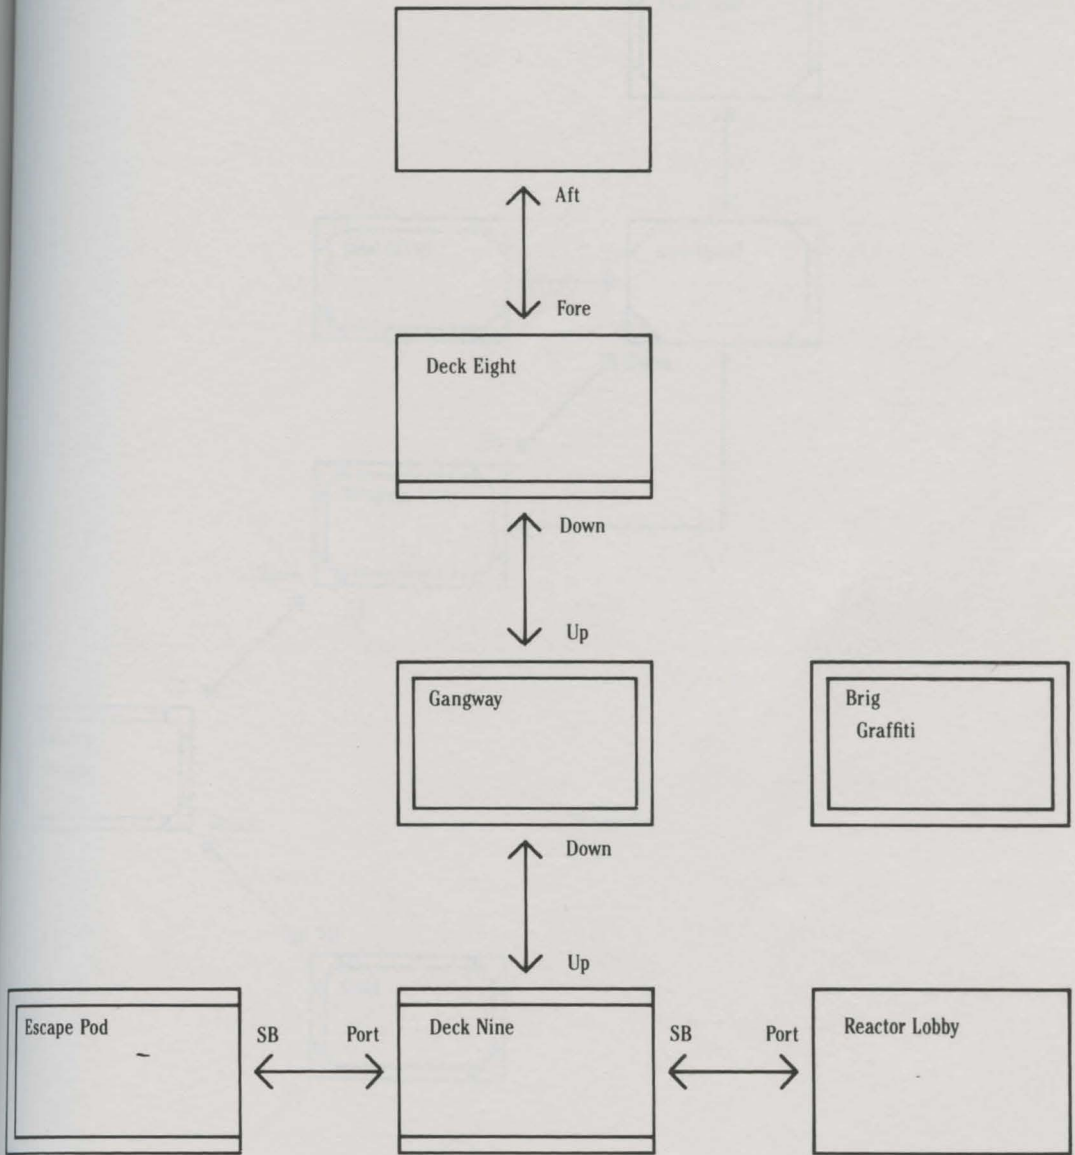 Aft
Fore
Deck Eight
Down
Up
Gangway
Brig
Graffiti
Down
Up
Escape Pod
SB
Port
Deck Nine
SB
Port
Reactor Lobby